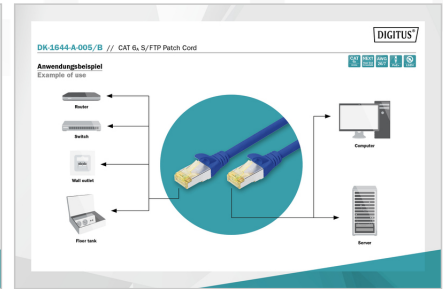 DIGITUS®
DK-1644-A-005/B // CAT 6A S/FTP Patch Cord
Anwendungsbeispiel
Example of use
Router
Switch
Wall outlet
Floor tank
Computer
Server